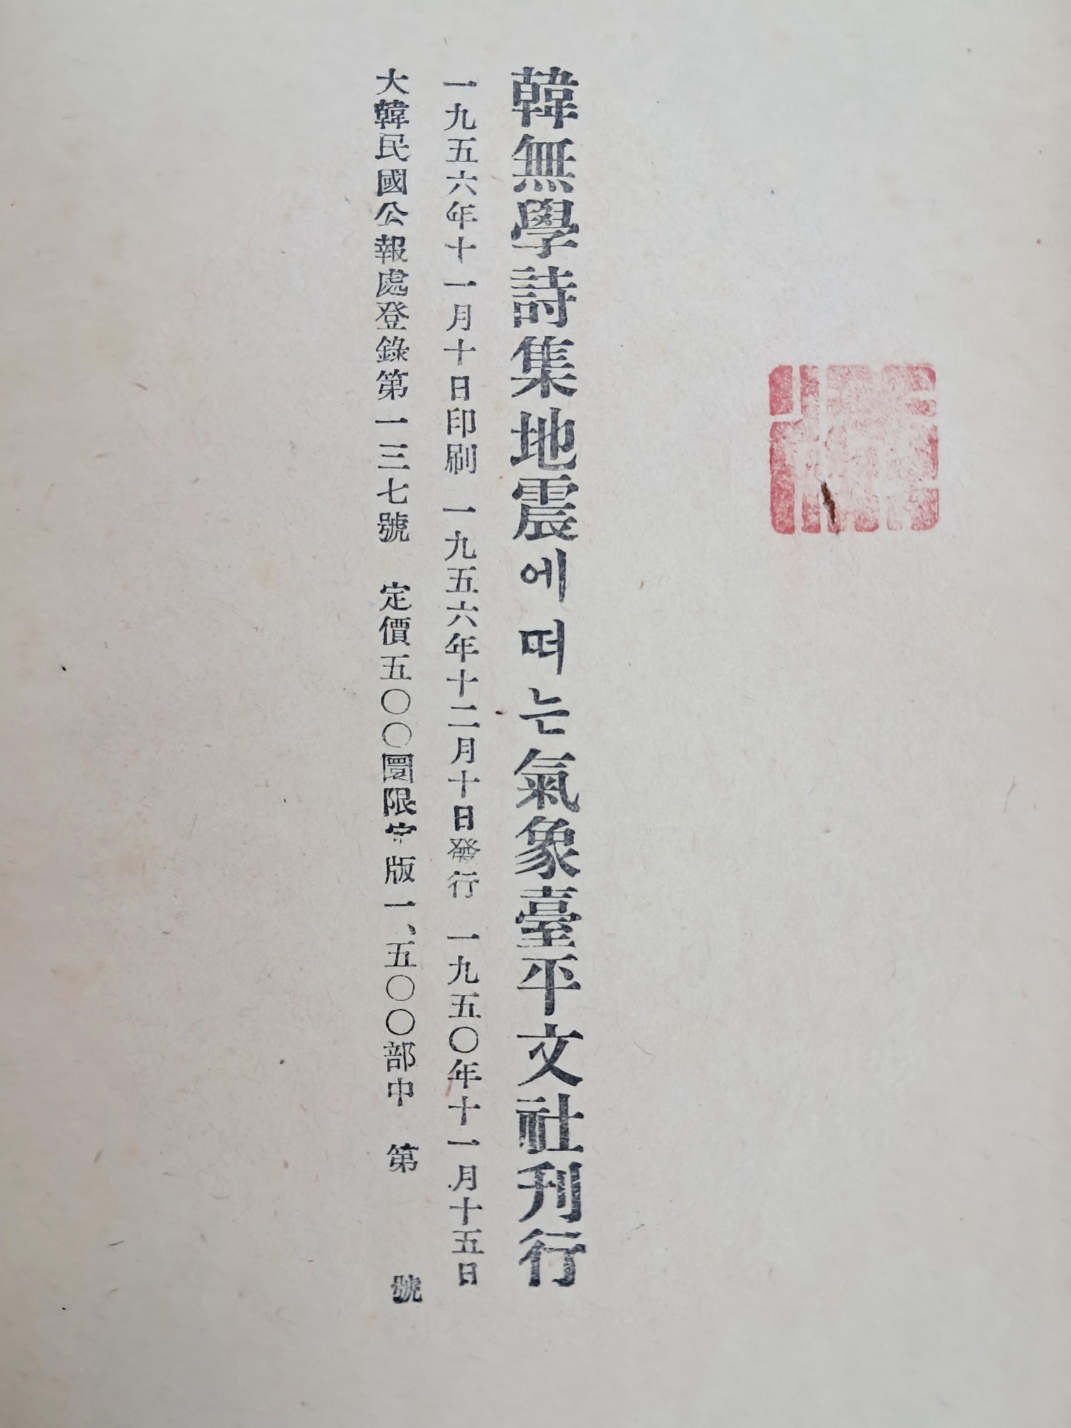 韓無學詩集地震에떠는氣象臺平文社刊行
一九五六年十一月十日印刷 一九五六年十二月十日發行 一九五〇年十一月十五日
大韓民國公報處登錄第一三七號 定價五〇〇圜限定版一、五〇〇部中 第 號